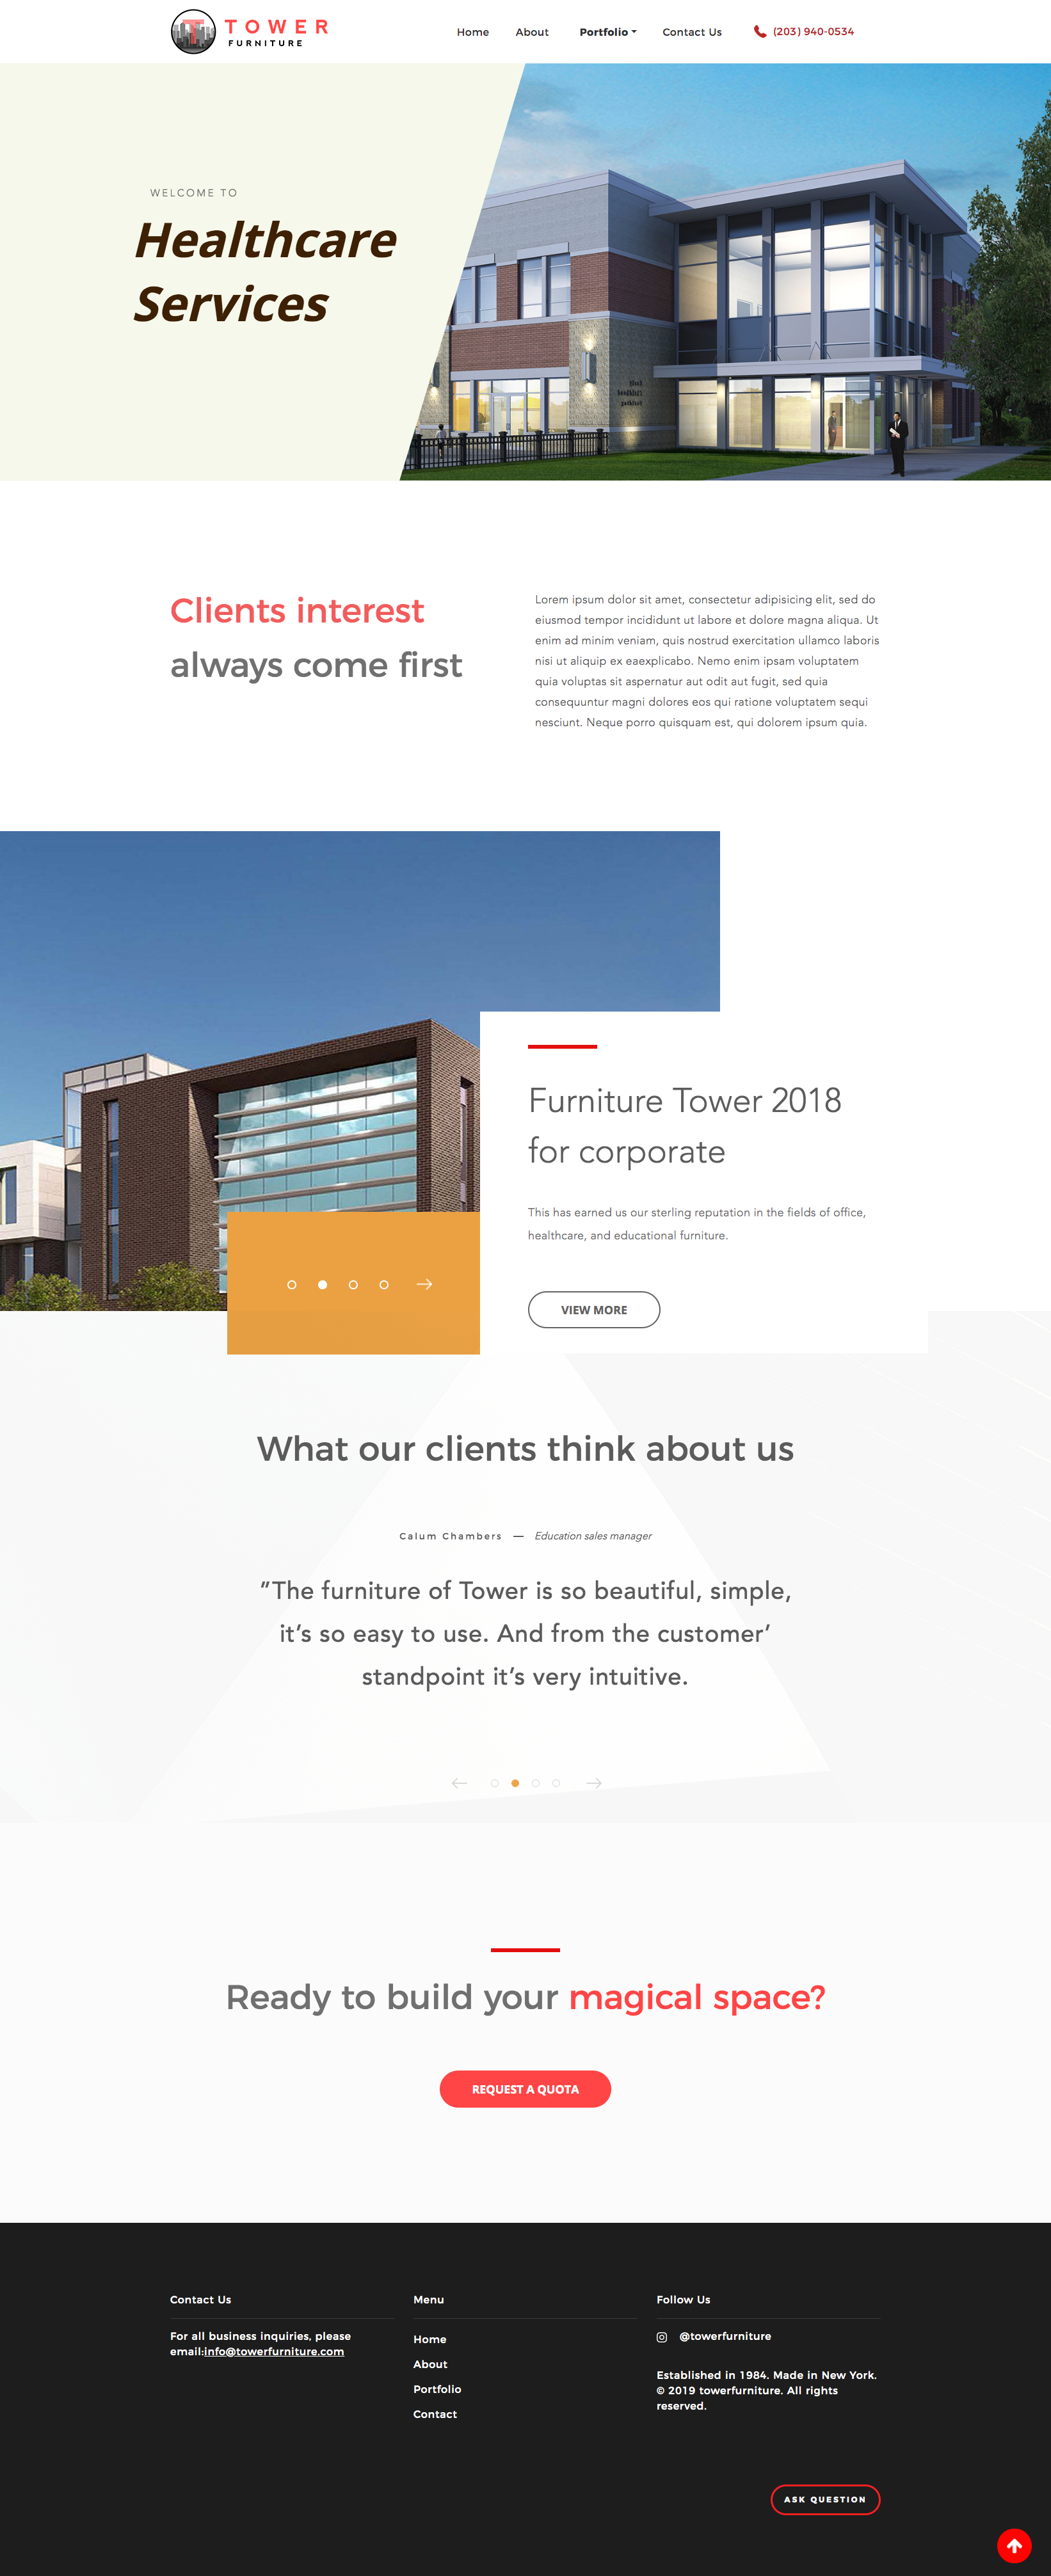 TOWER
FURNITURE
Home About Portfolio Contact Us (203) 940-0534
WELCOME TO
Healthcare
Services
Clients interest
always come first
Lorem ipsum dolor sit amet, consectetur adipisicing elit, sed do
eiusmod tempor incididunt ut labore et dolore magna aliqua. Ut
enim ad minim veniam, quis nostrud exercitation ullamco laboris
nisi ut aliquip ex eaexplicabo. Nemo enim ipsam voluptatem
quia voluptas sit aspernatur aut odit aut fugit, sed quia
consequuntur magni dolores eos qui ratione voluptatem sequi
nesciunt. Neque porro quisquam est, qui dolorem ipsum quia.
Furniture Tower 2018
for corporate
This has earned us our sterling reputation in the fields of office,
healthcare, and educational furniture.
VIEW MORE
What our clients think about us
Calum Chambers — Education sales manager
"The furniture of Tower is so beautiful, simple,
it's so easy to use. And from the customer'
standpoint it's very intuitive.
Ready to build your magical space?
REQUEST A QUOTA
Contact Us
For all business inquiries, please
email:info@towerfurniture.com
Menu
Home
About
Portfolio
Contact
Follow Us
@towerfurniture
Established in 1984. Made in New York.
© 2019 towerfurniture. All rights
reserved.
ASK QUESTION